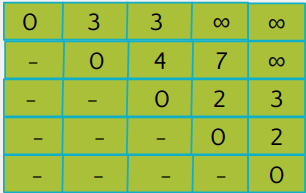 0 3 3 ∞ ∞
- 0 4 7 ∞
- - 0 2 3
- - - 0 2
- - - - 0